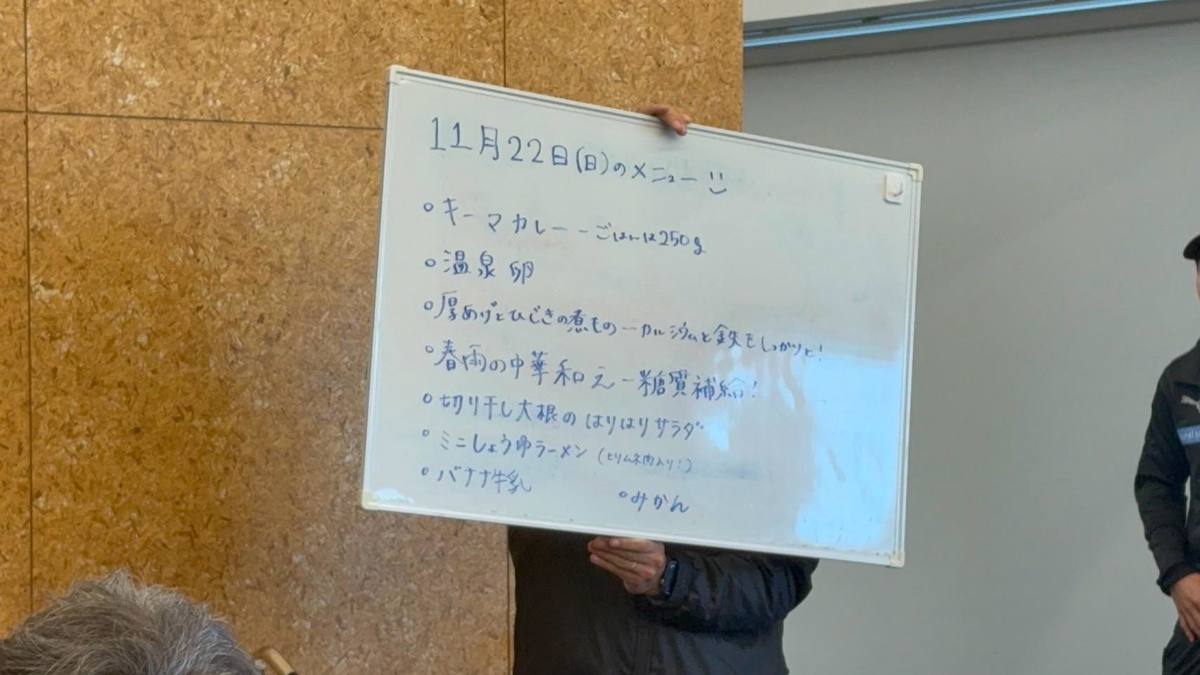 11月22日(日)のメニュー
○キーマカレー - ごはんは250g
○温泉卵
○厚あげとひじきの煮もの ーカルシウムと鉄をしっかりと!
○春雨の中華和え ー糖質補給!
○切り干し大根のはりはりサラダ
○ミニしょうゆラーメン (とりムネ肉入り!)
○バナナ牛乳 ○みかん